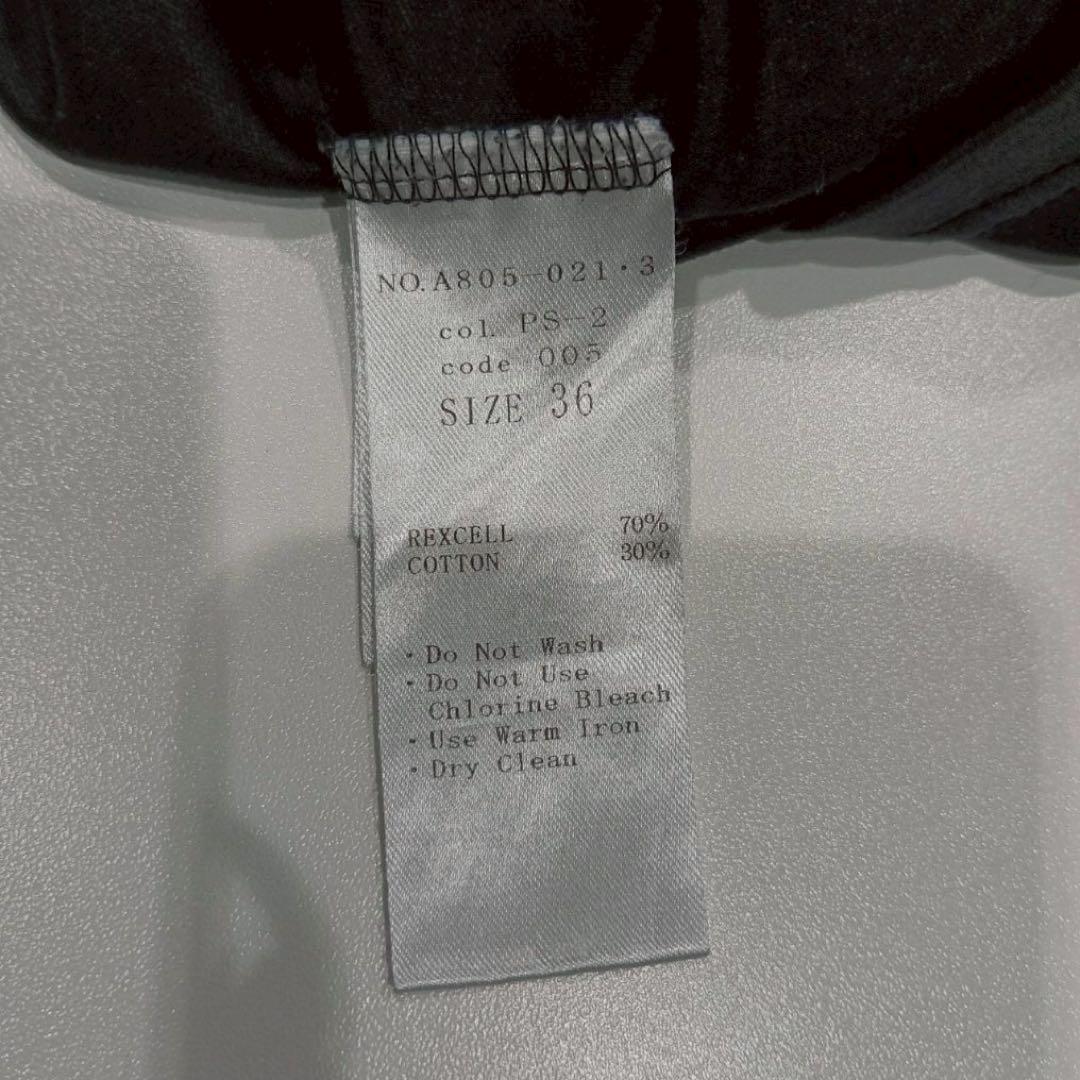 NO. A805-021・3
col. PS-2
code 005
SIZE 36
REXCELL 70%
COTTON 30%
・Do Not Wash
・Do Not Use
Chlorine Bleach
・Use Warm Iron
・Dry Clean